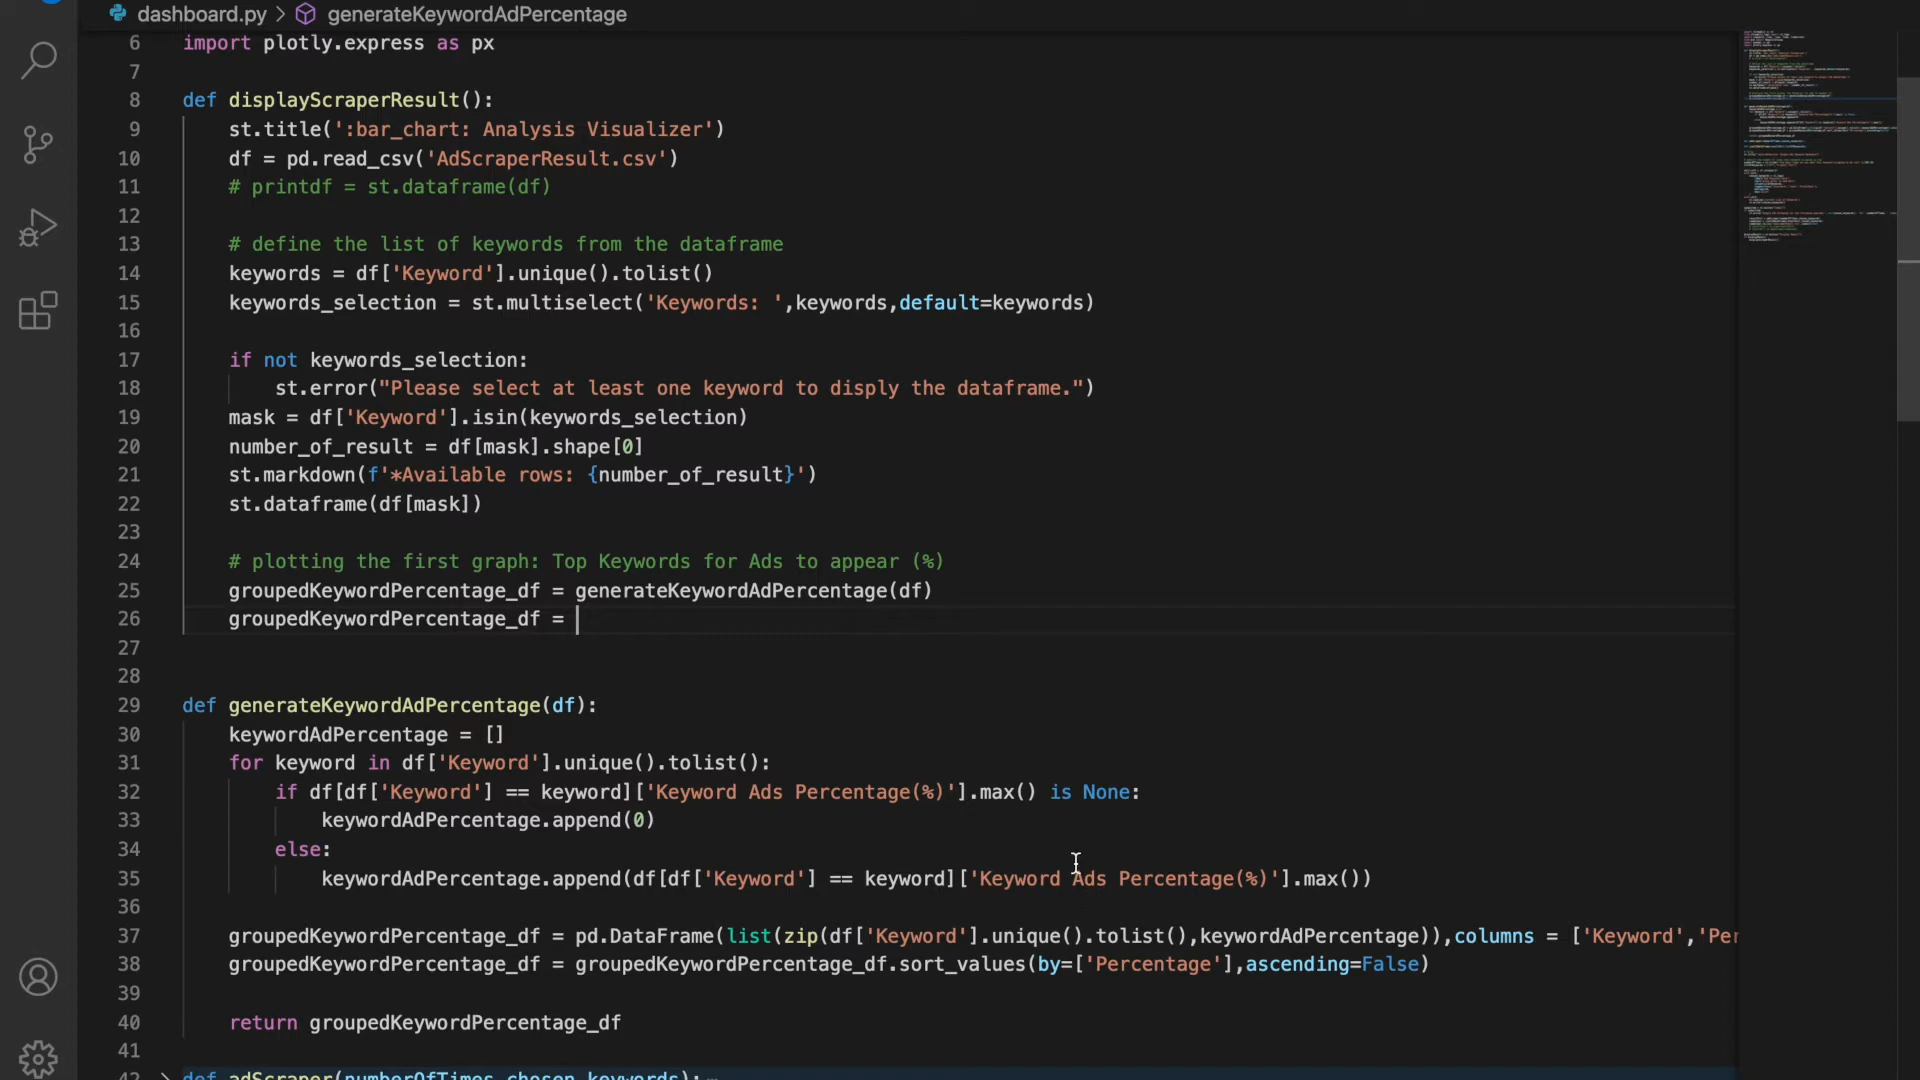 dashboard.py > generateKeywordAdPercentage
6 import plotly.express as px
7
8 def displayScraperResult():
9 st.title(':bar_chart: Analysis Visualizer')
10 df = pd.read_csv('AdScraperResult.csv')
11 # printdf = st.dataframe(df)
12
13 # define the list of keywords from the dataframe
14 keywords = df['Keyword'].unique().tolist()
15 keywords_selection = st.multiselect('Keywords: ',keywords,default=keywords)
16
17 if not keywords_selection:
18 st.error("Please select at least one keyword to disply the dataframe.")
19 mask = df['Keyword'].isin(keywords_selection)
20 number_of_result = df[mask].shape[0]
21 st.markdown(f'*Available rows: {number_of_result}')
22 st.dataframe(df[mask])
23
24 # plotting the first graph: Top Keywords for Ads to appear (%)
25 groupedKeywordPercentage_df = generateKeywordAdPercentage(df)
26 groupedKeywordPercentage_df =
27
28
29 def generateKeywordAdPercentage(df):
30 keywordAdPercentage = []
31 for keyword in df['Keyword'].unique().tolist():
32 if df[df['Keyword'] == keyword]['Keyword Ads Percentage(%)'].max() is None:
33 keywordAdPercentage.append(0)
34 else:
35 keywordAdPercentage.append(df[df['Keyword'] == keyword]['Keyword Ads Percentage(%)'].max())
36
37 groupedKeywordPercentage_df = pd.DataFrame(list(zip(df['Keyword'].unique().tolist(),keywordAdPercentage)),columns = ['Keyword','Per
38 groupedKeywordPercentage_df = groupedKeywordPercentage_df.sort_values(by=['Percentage'],ascending=False)
39
40 return groupedKeywordPercentage_df
41
42 def adScraper(numberOfTimes,chosen_keywords):